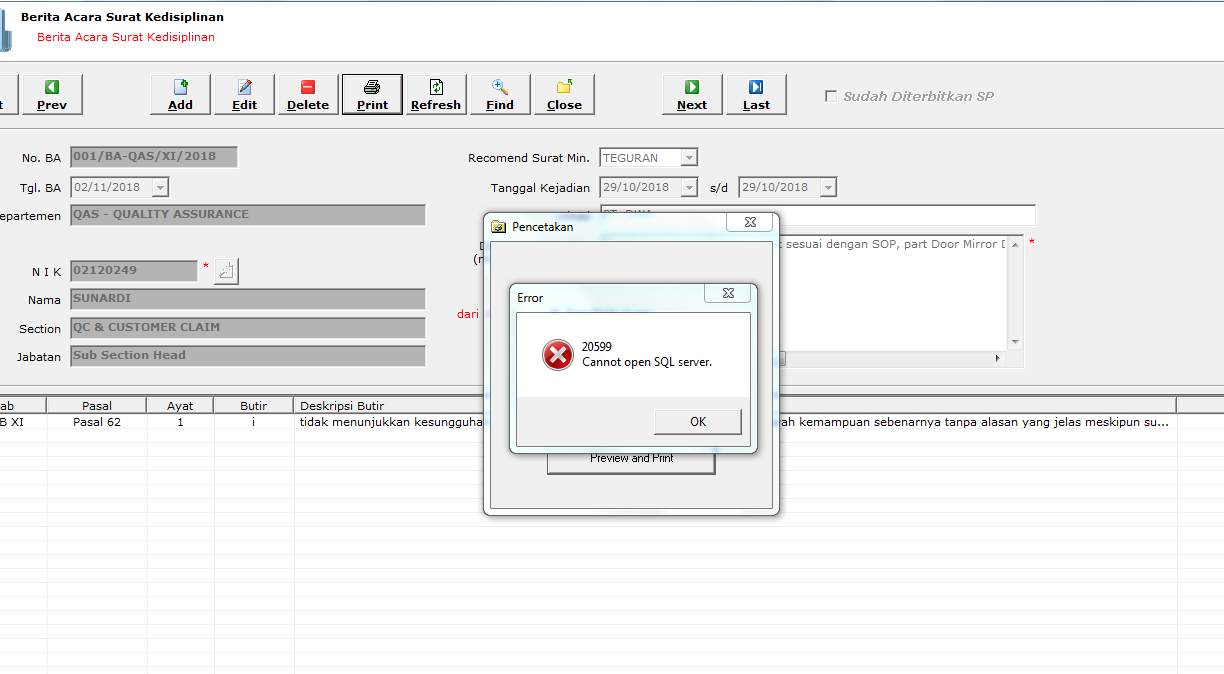 Berita Acara Surat Kedisiplinan
Berita Acara Surat Kedisiplinan
t Prev Add Edit Delete Print Refresh Find Close Next Last Sudah Diterbitkan SP
No. BA 001/BA-QAS/XI/2018 Recomend Surat Min. TEGURAN
Tgl. BA 02/11/2018 Tanggal Kejadian 29/10/2018 s/d 29/10/2018
epartemen QAS - QUALITY ASSURANCE
Pencetakan
sesuai dengan SOP, part Door Mirror D
*
N I K 02120249 *
Nama SUNARDI
dari
Section QC & CUSTOMER CLAIM
Jabatan Sub Section Head
Error
20599
Cannot open SQL server.
OK
Preview and Print
ab Pasal Ayat Butir Deskripsi Butir
B XI Pasal 62 1 i tidak menunjukkan kesungguha ah kemampuan sebenarnya tanpa alasan yang jelas meskipun su...